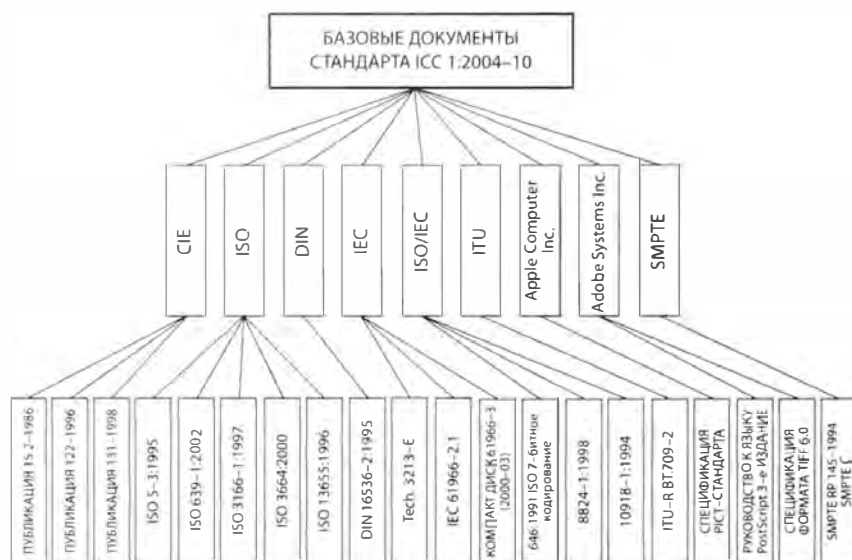 БАЗОВЫЕ ДОКУМЕНТЫ
СТАНДАРТА ICC 1:2004–10
CIE
ISO
DIN
IEC
ISO/IEC
ITU
Apple Computer
Inc.
Adobe Systems Inc.
SMPTE
ПУБЛИКАЦИЯ 15.2–1986
ПУБЛИКАЦИЯ 122–1996
ПУБЛИКАЦИЯ 131–1998
ISO 5–3:1995
ISO 639–1:2002
ISO 3166–1:1997
ISO 3664:2000
ISO 13655:1996
DIN 16536–2:1995
Tech. 3213–E
IEC 61966–2.1
КОМПАКТ ДИСК 61966–3
(2000–03)
646:1991 ISO 7–битное
кодирование
8824–1:1998
10918–1:1994
ITU–R BT.709–2
СПЕЦИФИКАЦИЯ
PICT–СТАНДАРТА
РУКОВОДСТВО К ЯЗЫКУ
PostScript 3–е ИЗДАНИЕ
СПЕЦИФИКАЦИЯ
ФОРМАТА TIFF 6.0
SMPTE RP 145–1994
SMPTE C